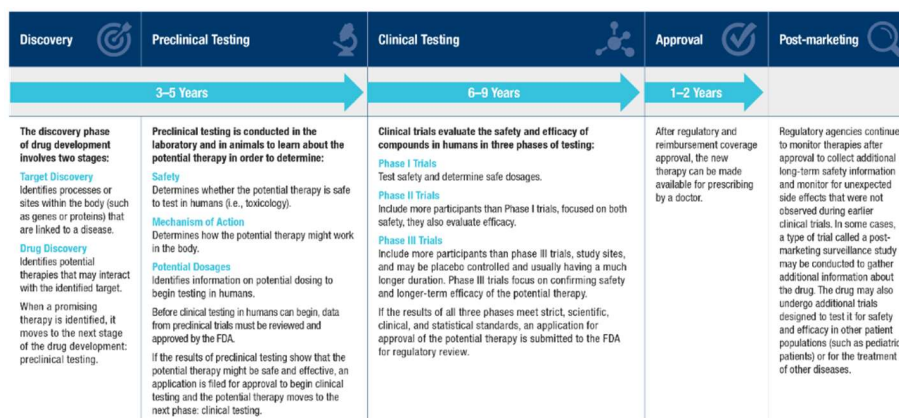 Discovery
Preclinical Testing
Clinical Testing
Approval
Post-marketing
3–5 Years
6–9 Years
1–2 Years
The discovery phase
of drug development
involves two stages:
Target Discovery
Identifies processes or
sites within the body (such
as genes or proteins) that
are linked to a disease.
Drug Discovery
Identifies potential
therapies that may interact
with the identified target.
When a promising
therapy is identified, it
moves to the next stage
of the drug development:
preclinical testing.
Preclinical testing is conducted in the
laboratory and in animals to learn about the
potential therapy in order to determine:
Safety
Determines whether the potential therapy is safe
to test in humans (i.e., toxicology).
Mechanism of Action
Determines how the potential therapy might work
in the body.
Potential Dosages
Identifies information on potential dosing to
begin testing in humans.
Before clinical testing in humans can begin, data
from preclinical trials must be reviewed and
approved by the FDA.
If the results of preclinical testing show that the
potential therapy might be safe and effective, an
application is filed for approval to begin clinical
testing and the potential therapy moves to the
next phase: clinical testing.
Clinical trials evaluate the safety and efficacy of
compounds in humans in three phases of testing:
Phase I Trials
Test safety and determine safe dosages.
Phase II Trials
Include more participants than Phase I trials, focused on both
safety, they also evaluate efficacy.
Phase III Trials
Include more participants than phase III trials, study sites,
and may be placebo controlled and usually having a much
longer duration. Phase III trials focus on confirming safety
and longer-term efficacy of the potential therapy.
If the results of all three phases meet strict, scientific,
clinical, and statistical standards, an application for
approval of the potential therapy is submitted to the FDA
for regulatory review.
After regulatory and
reimbursement coverage
approval, the new
therapy can be made
available for prescribing
by a doctor.
Regulatory agencies continue
to monitor therapies after
approval to collect additional
long-term safety information
and monitor for unexpected
side effects that were not
observed during earlier
clinical trials. In some cases,
a type of trial called a post-
marketing surveillance study
may be conducted to gather
additional information about
the drug. The drug may also
undergo additional trials
designed to test it for safety
and efficacy in other patient
populations (such as pediatric
patients) or for the treatment
of other diseases.